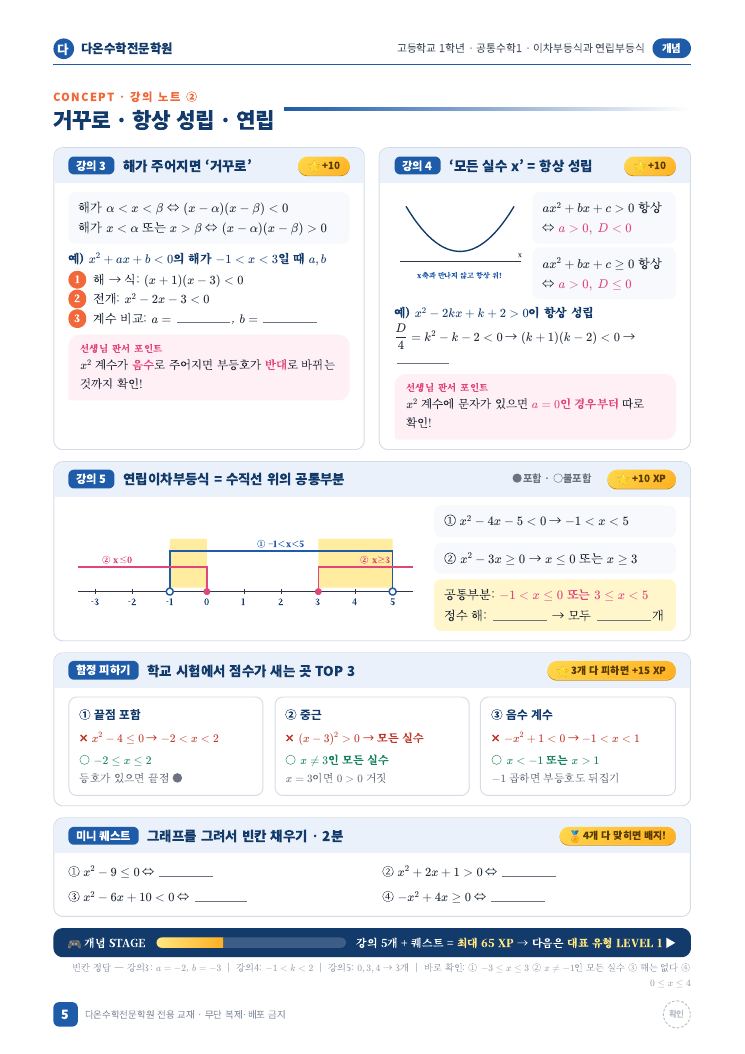 다 다온수학전문학원
고등학교 1학년 · 공통수학1 · 이차부등식과 연립부등식 개념
CONCEPT · 강의 노트 ②
거꾸로 · 항상 성립 · 연립
강의 3 해가 주어지면 ‘거꾸로’ ⭐ +10
해가 α < x < β ⇔ (x − α)(x − β) < 0
해가 x < α 또는 x > β ⇔ (x − α)(x − β) > 0
예) x² + ax + b < 0의 해가 −1 < x < 3일 때 a, b
1 해 → 식: (x + 1)(x − 3) < 0
2 전개: x² − 2x − 3 < 0
3 계수 비교: a = ________, b = ________
선생님 판서 포인트
x² 계수가 음수로 주어지면 부등호가 반대로 바뀌는
것까지 확인!
강의 4 ‘모든 실수 x’ = 항상 성립 ⭐ +10
x
x축과 만나지 않고 항상 위!
ax² + bx + c > 0 항상
⇔ a > 0, D < 0
ax² + bx + c ≥ 0 항상
⇔ a > 0, D ≤ 0
예) x² − 2kx + k + 2 > 0이 항상 성립
D/4 = k² − k − 2 < 0 → (k + 1)(k − 2) < 0 →
________
선생님 판서 포인트
x² 계수에 문자가 있으면 a = 0인 경우부터 따로
확인!
강의 5 연립이차부등식 = 수직선 위의 공통부분 ●포함 · ○불포함 ⭐ +10 XP
① −1<x<5
② x≤0 ② x≥3
-3 -2 -1 0 1 2 3 4 5
① x² − 4x − 5 < 0 → −1 < x < 5
② x² − 3x ≥ 0 → x ≤ 0 또는 x ≥ 3
공통부분: −1 < x ≤ 0 또는 3 ≤ x < 5
정수 해: ________ → 모두 ________개
함정 피하기 학교 시험에서 점수가 새는 곳 TOP 3 ⭐ 3개 다 피하면 +15 XP
① 끝점 포함
✕ x² − 4 ≤ 0 → −2 < x < 2
○ −2 ≤ x ≤ 2
등호가 있으면 끝점 ●
② 중근
✕ (x − 3)² > 0 → 모든 실수
○ x ≠ 3인 모든 실수
x = 3이면 0 > 0 거짓
③ 음수 계수
✕ −x² + 1 < 0 → −1 < x < 1
○ x < −1 또는 x > 1
−1 곱하면 부등호도 뒤집기
미니 퀘스트 그래프를 그려서 빈칸 채우기 · 2분 🏅 4개 다 맞히면 배지!
① x² − 9 ≤ 0 ⇔ ________
② x² + 2x + 1 > 0 ⇔ ________
③ x² − 6x + 10 < 0 ⇔ ________
④ −x² + 4x ≥ 0 ⇔ ________
🎮 개념 STAGE 강의 5개 + 퀘스트 = 최대 65 XP → 다음은 대표 유형 LEVEL 1 ▶
빈칸 정답 — 강의3: a = −2, b = −3 | 강의4: −1 < k < 2 | 강의5: 0, 3, 4 → 3개 | 바로 확인: ① −3 ≤ x ≤ 3 ② x ≠ −1인 모든 실수 ③ 해는 없다 ④
0 ≤ x ≤ 4
5 다온수학전문학원 전용 교재 · 무단 복제·배포 금지 확인